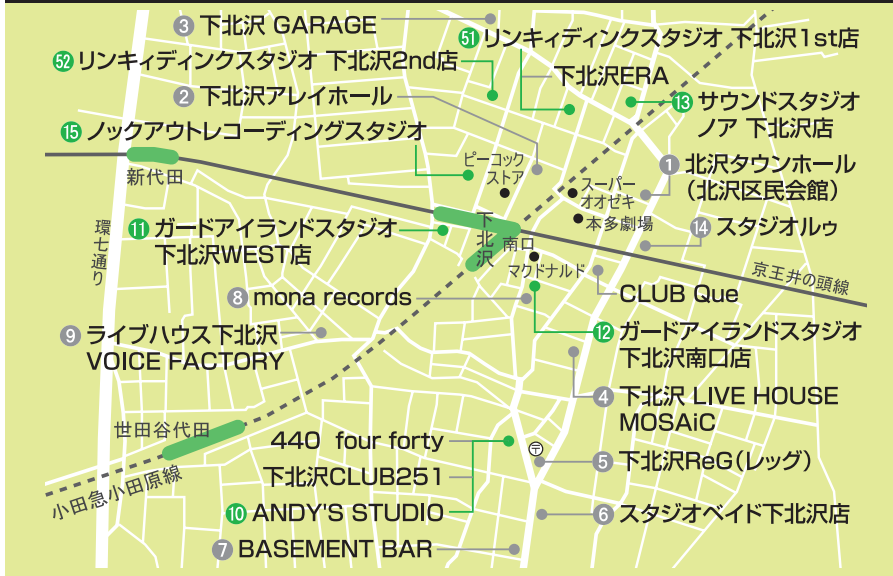 ③ 下北沢 GARAGE
51 リンキィディンクスタジオ 下北沢1st店
52 リンキィディンクスタジオ 下北沢2nd店
下北沢ERA
② 下北沢アレイホール
⑬ サウンドスタジオ
ノア 下北沢店
⑮ ノックアウトレコーディングスタジオ
ピーコック
ストア
① 北沢タウンホール
(北沢区民会館)
新代田
スーパー
オオゼキ
本多劇場
⑭ スタジオルゥ
環七通り
⑪ ガードアイランドスタジオ
下北沢WEST店
下北沢
南口
マクドナルド
京王井の頭線
⑧ mona records
CLUB Que
⑨ ライブハウス下北沢
VOICE FACTORY
⑫ ガードアイランドスタジオ
下北沢南口店
④ 下北沢 LIVE HOUSE
MOSAiC
世田谷代田
440 four forty
〒
⑤ 下北沢ReG(レッグ)
下北沢CLUB251
小田急小田原線
⑩ ANDY'S STUDIO
⑥ スタジオベイド下北沢店
⑦ BASEMENT BAR